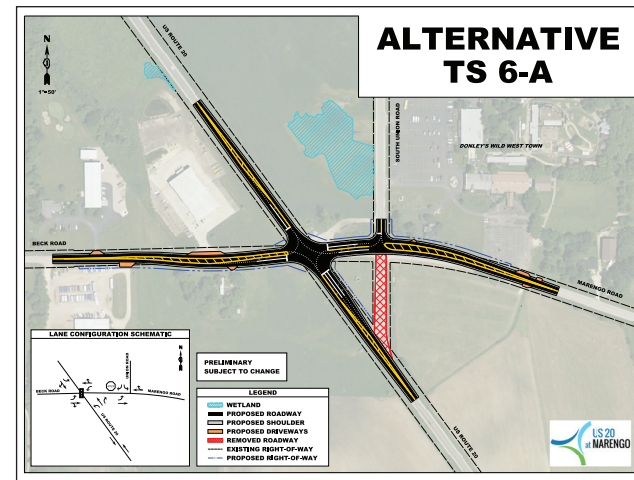 ALTERNATIVE
TS 6-A
N
1"=50'
US ROUTE 20
SOUTH UNION ROAD
DONLEY'S WILD WEST TOWN
BECK ROAD
MARENGO ROAD
US ROUTE 20
LANE CONFIGURATION SCHEMATIC
N
UNION ROAD
BECK ROAD
MARENGO ROAD
US ROUTE 20
PRELIMINARY
SUBJECT TO CHANGE
LEGEND
WETLAND
PROPOSED ROADWAY
PROPOSED SHOULDER
PROPOSED DRIVEWAYS
REMOVED ROADWAY
EXISTING RIGHT-OF-WAY
PROPOSED RIGHT-OF-WAY
US 20
at MARENGO